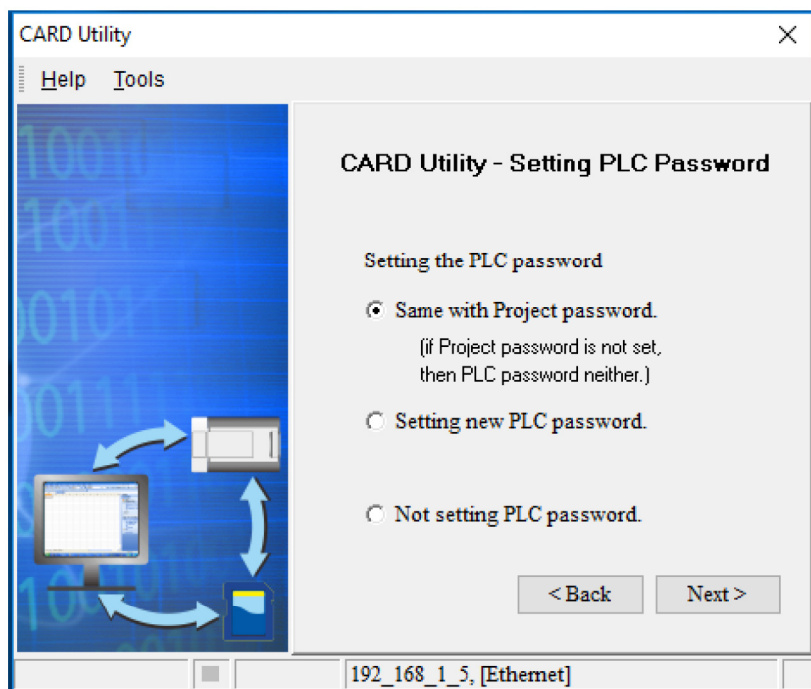 CARD Utility
Help Tools
CARD Utility - Setting PLC Password
Setting the PLC password
Same with Project password.
(if Project password is not set,
then PLC password neither.)
Setting new PLC password.
Not setting PLC password.
< Back Next >
192_168_1_5, [Ethernet]